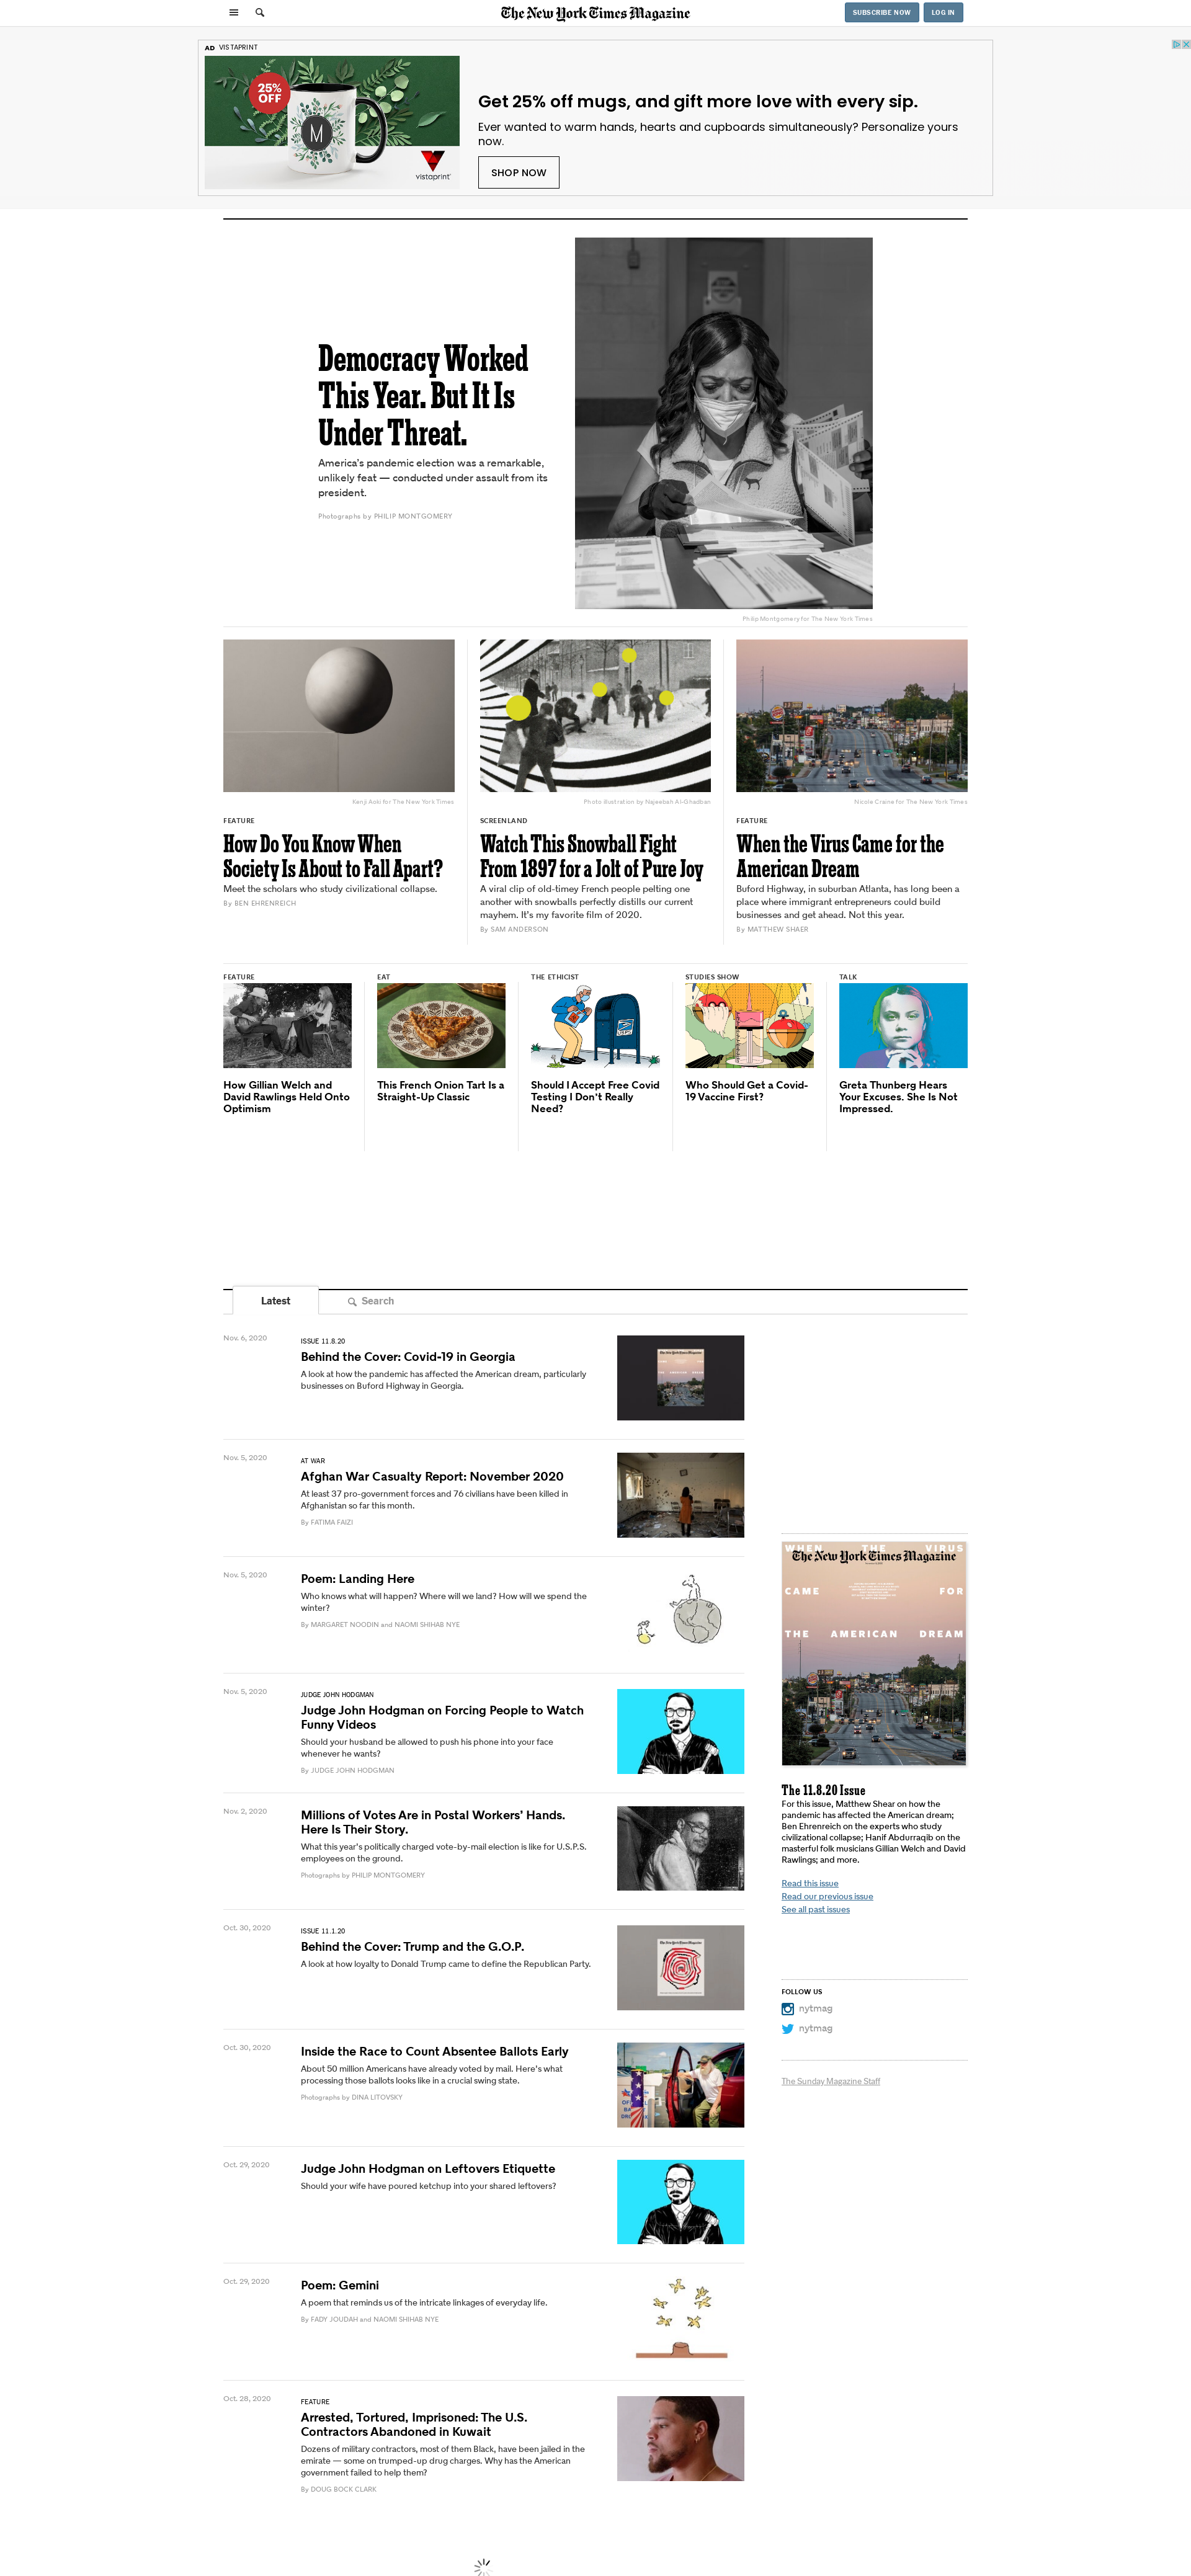 The New York Times Magazine
SUBSCRIBE NOW
LOG IN
AD VISTAPRINT
25%
OFF
M
vistaprint
Get 25% off mugs, and gift more love with every sip.
Ever wanted to warm hands, hearts and cupboards simultaneously? Personalize yours
now.
SHOP NOW
Democracy Worked
This Year. But It Is
Under Threat.
America's pandemic election was a remarkable,
unlikely feat — conducted under assault from its
president.
Photographs by PHILIP MONTGOMERY
Philip Montgomery for The New York Times
Kenji Aoki for The New York Times
FEATURE
How Do You Know When
Society Is About to Fall Apart?
Meet the scholars who study civilizational collapse.
By BEN EHRENREICH
Photo illustration by Najeebah Al-Ghadban
SCREENLAND
Watch This Snowball Fight
From 1897 for a Jolt of Pure Joy
A viral clip of old-timey French people pelting one
another with snowballs perfectly distills our current
mayhem. It's my favorite film of 2020.
By SAM ANDERSON
Nicole Craine for The New York Times
FEATURE
When the Virus Came for the
American Dream
Buford Highway, in suburban Atlanta, has long been a
place where immigrant entrepreneurs could build
businesses and get ahead. Not this year.
By MATTHEW SHAER
FEATURE
How Gillian Welch and
David Rawlings Held Onto
Optimism
EAT
This French Onion Tart Is a
Straight-Up Classic
THE ETHICIST
Should I Accept Free Covid
Testing I Don't Really
Need?
STUDIES SHOW
Who Should Get a Covid-
19 Vaccine First?
TALK
Greta Thunberg Hears
Your Excuses. She Is Not
Impressed.
Latest
Search
Nov. 6, 2020
ISSUE 11.8.20
Behind the Cover: Covid-19 in Georgia
A look at how the pandemic has affected the American dream, particularly
businesses on Buford Highway in Georgia.
Nov. 5, 2020
AT WAR
Afghan War Casualty Report: November 2020
At least 37 pro-government forces and 76 civilians have been killed in
Afghanistan so far this month.
By FATIMA FAIZI
Nov. 5, 2020
Poem: Landing Here
Who knows what will happen? Where will we land? How will we spend the
winter?
By MARGARET NOODIN and NAOMI SHIHAB NYE
Nov. 5, 2020
JUDGE JOHN HODGMAN
Judge John Hodgman on Forcing People to Watch
Funny Videos
Should your husband be allowed to push his phone into your face
whenever he wants?
By JUDGE JOHN HODGMAN
Nov. 2, 2020
Millions of Votes Are in Postal Workers' Hands.
Here Is Their Story.
What this year's politically charged vote-by-mail election is like for U.S.P.S.
employees on the ground.
Photographs by PHILIP MONTGOMERY
Oct. 30, 2020
ISSUE 11.1.20
Behind the Cover: Trump and the G.O.P.
A look at how loyalty to Donald Trump came to define the Republican Party.
Oct. 30, 2020
Inside the Race to Count Absentee Ballots Early
About 50 million Americans have already voted by mail. Here's what
processing those ballots looks like in a crucial swing state.
Photographs by DINA LITOVSKY
Oct. 29, 2020
Judge John Hodgman on Leftovers Etiquette
Should your wife have poured ketchup into your shared leftovers?
Oct. 29, 2020
Poem: Gemini
A poem that reminds us of the intricate linkages of everyday life.
By FADY JOUDAH and NAOMI SHIHAB NYE
Oct. 28, 2020
FEATURE
Arrested, Tortured, Imprisoned: The U.S.
Contractors Abandoned in Kuwait
Dozens of military contractors, most of them Black, have been jailed in the
emirate — some on trumped-up drug charges. Why has the American
government failed to help them?
By DOUG BOCK CLARK
WHEN THE VIRUS
The New York Times Magazine
CAME FOR
THE AMERICAN DREAM
The 11.8.20 Issue
For this issue, Matthew Shear on how the
pandemic has affected the American dream;
Ben Ehrenreich on the experts who study
civilizational collapse; Hanif Abdurraqib on the
masterful folk musicians Gillian Welch and David
Rawlings; and more.
Read this issue
Read our previous issue
See all past issues
FOLLOW US
nytmag
nytmag
The Sunday Magazine Staff